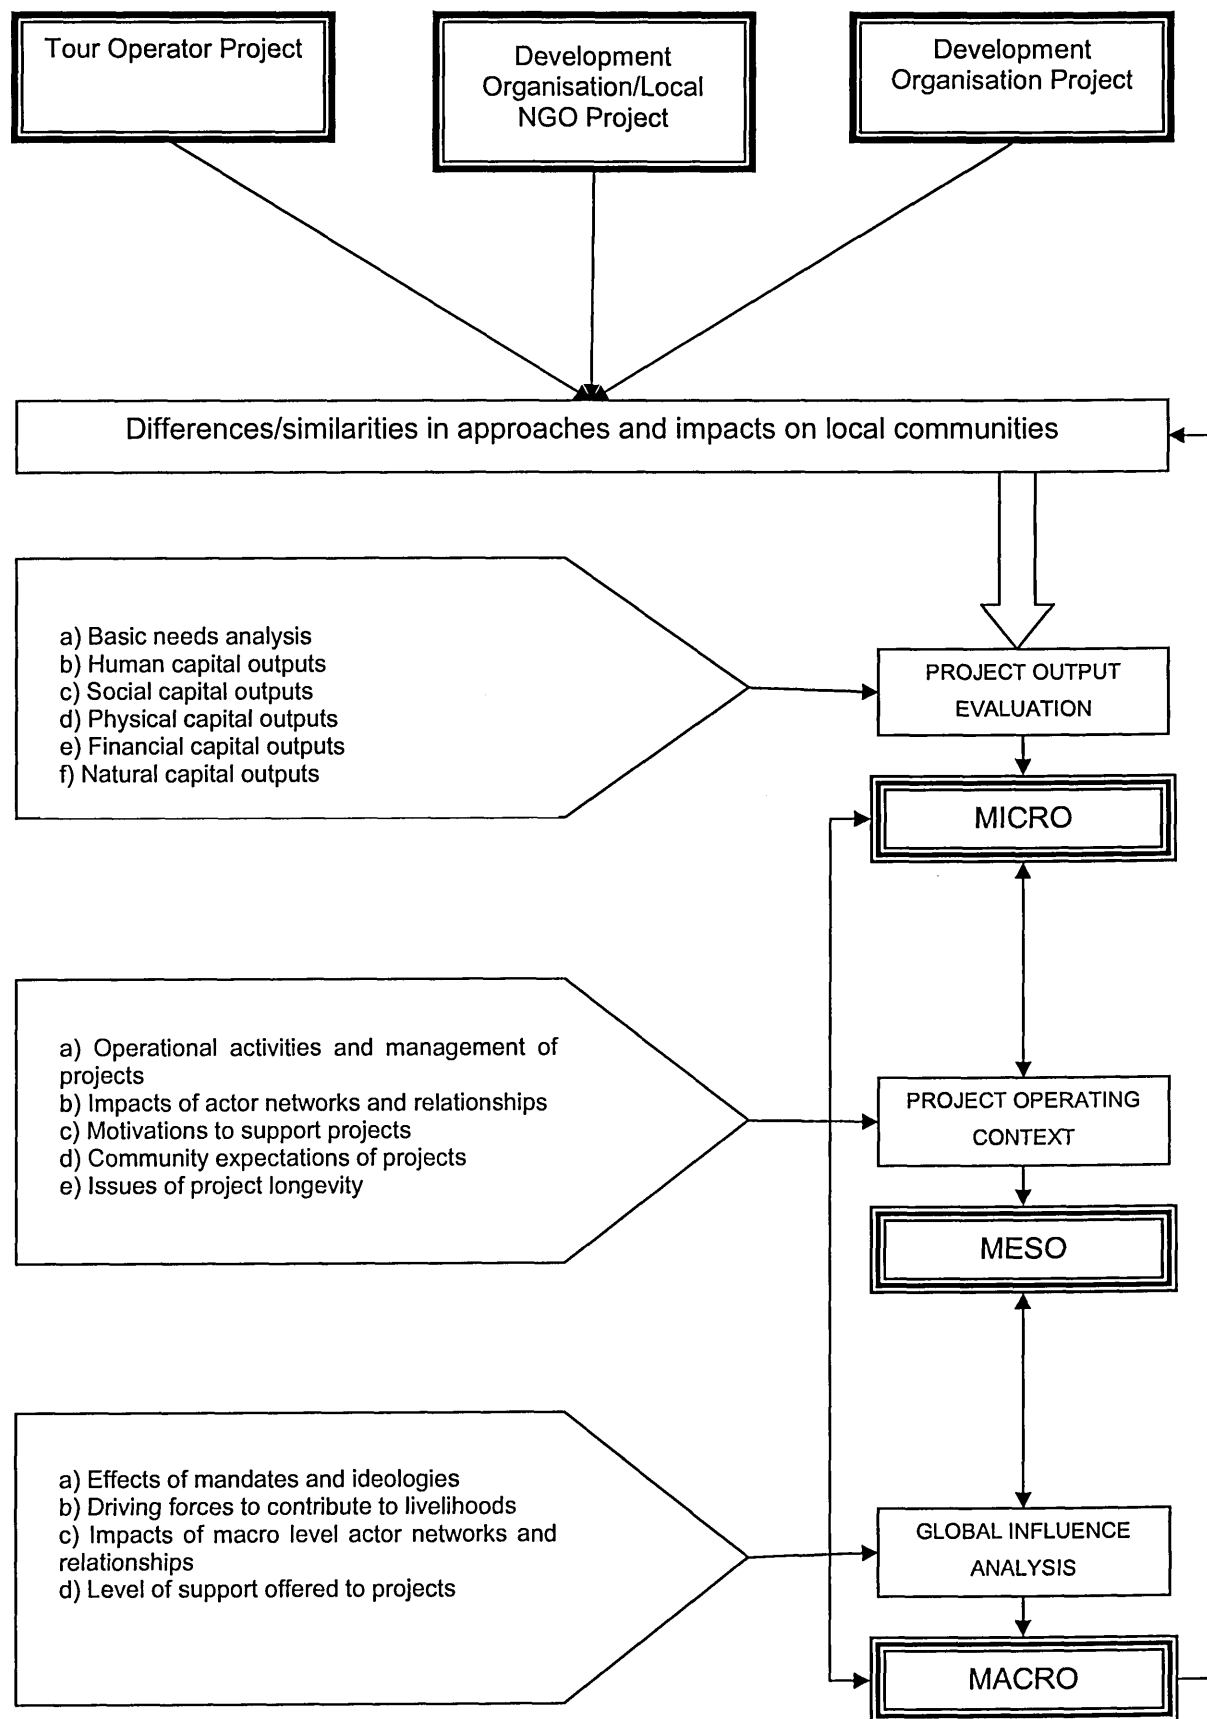 Tour Operator Project
Development
Organisation/Local
NGO Project
Development
Organisation Project
Differences/similarities in approaches and impacts on local communities
a) Basic needs analysis
b) Human capital outputs
c) Social capital outputs
d) Physical capital outputs
e) Financial capital outputs
f) Natural capital outputs
PROJECT OUTPUT
EVALUATION
MICRO
a) Operational activities and management of
projects
b) Impacts of actor networks and relationships
c) Motivations to support projects
d) Community expectations of projects
e) Issues of project longevity
PROJECT OPERATING
CONTEXT
MESO
a) Effects of mandates and ideologies
b) Driving forces to contribute to livelihoods
c) Impacts of macro level actor networks and
relationships
d) Level of support offered to projects
GLOBAL INFLUENCE
ANALYSIS
MACRO